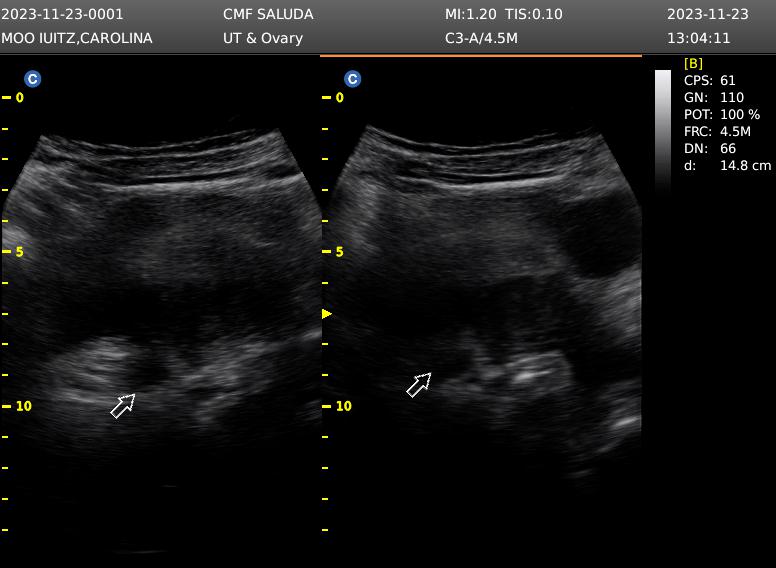 2023-11-23-0001 CMF SALUDA MI:1.20 TIS:0.10 2023-11-23
MOO IUITZ,CAROLINA UT & Ovary C3-A/4.5M 13:04:11
C
C
[B]
CPS: 61
GN: 110
POT: 100 %
FRC: 4.5M
DN: 66
d: 14.8 cm
0
5
10
0
5
10